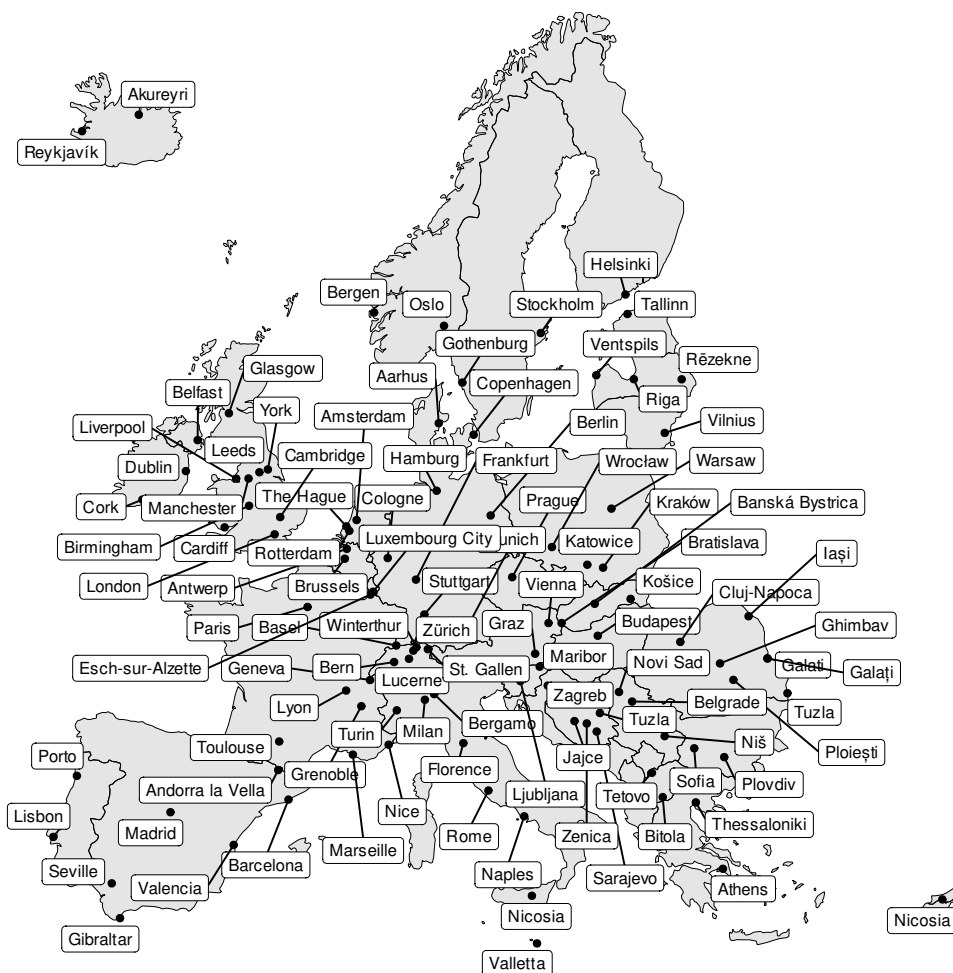 Akureyri
Reykjavík
Helsinki
Bergen
Oslo
Stockholm
Tallinn
Gothenburg
Ventspils
Rēzekne
Glasgow
Aarhus
Copenhagen
Belfast
Riga
York
Amsterdam
Berlin
Vilnius
Liverpool
Leeds
Cambridge
Hamburg
Frankfurt
Wrocław
Warsaw
Dublin
The Hague
Cologne
Prague
Kraków
Banská Bystrica
Cork
Manchester
Birmingham
Cardiff
Rotterdam
Luxembourg City
unich
Katowice
Bratislava
Iași
London
Antwerp
Brussels
Stuttgart
Vienna
Košice
Cluj-Napoca
Paris
Basel
Winterthur
Zürich
Graz
Budapest
Ghimbav
Esch-sur-Alzette
Geneva
Bern
Lucerne
St. Gallen
Maribor
Novi Sad
Galati
Galați
Lyon
Zagreb
Belgrade
Tuzla
Tuzla
Toulouse
Turin
Milan
Bergamo
Niš
Ploiești
Porto
Grenoble
Florence
Jajce
Sofia
Plovdiv
Andorra la Vella
Ljubljana
Tetovo
Lisbon
Madrid
Nice
Rome
Zenica
Bitola
Thessaloniki
Marseille
Seville
Valencia
Barcelona
Naples
Sarajevo
Athens
Gibraltar
Nicosia
Nicosia
Valletta